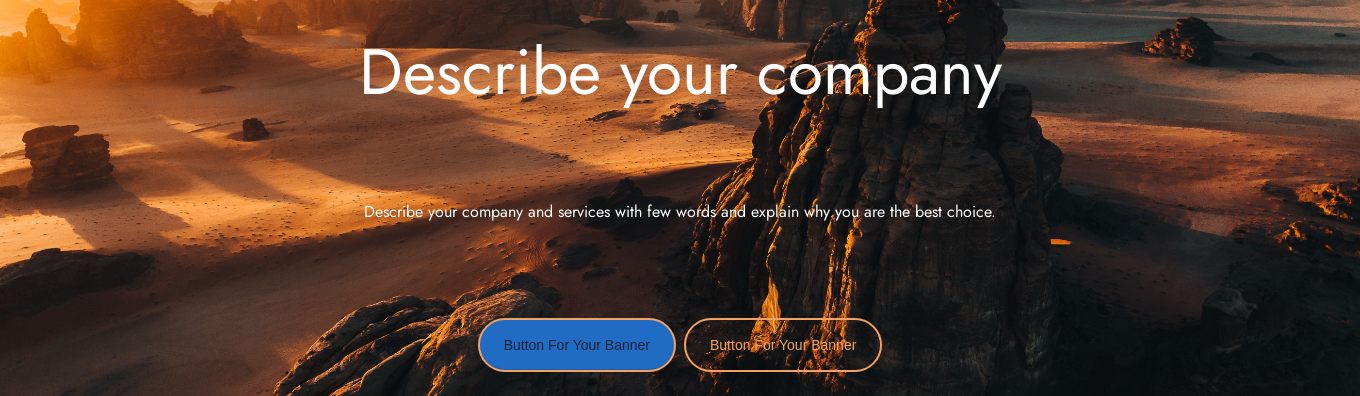 Describe your company
Describe your company and services with few words and explain why you are the best choice.
Button For Your Banner
Button For Your Banner